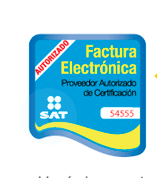 AUTORIZADO
Factura
Electrónica
Proveedor Autorizado
de Certificación
SAT
54555